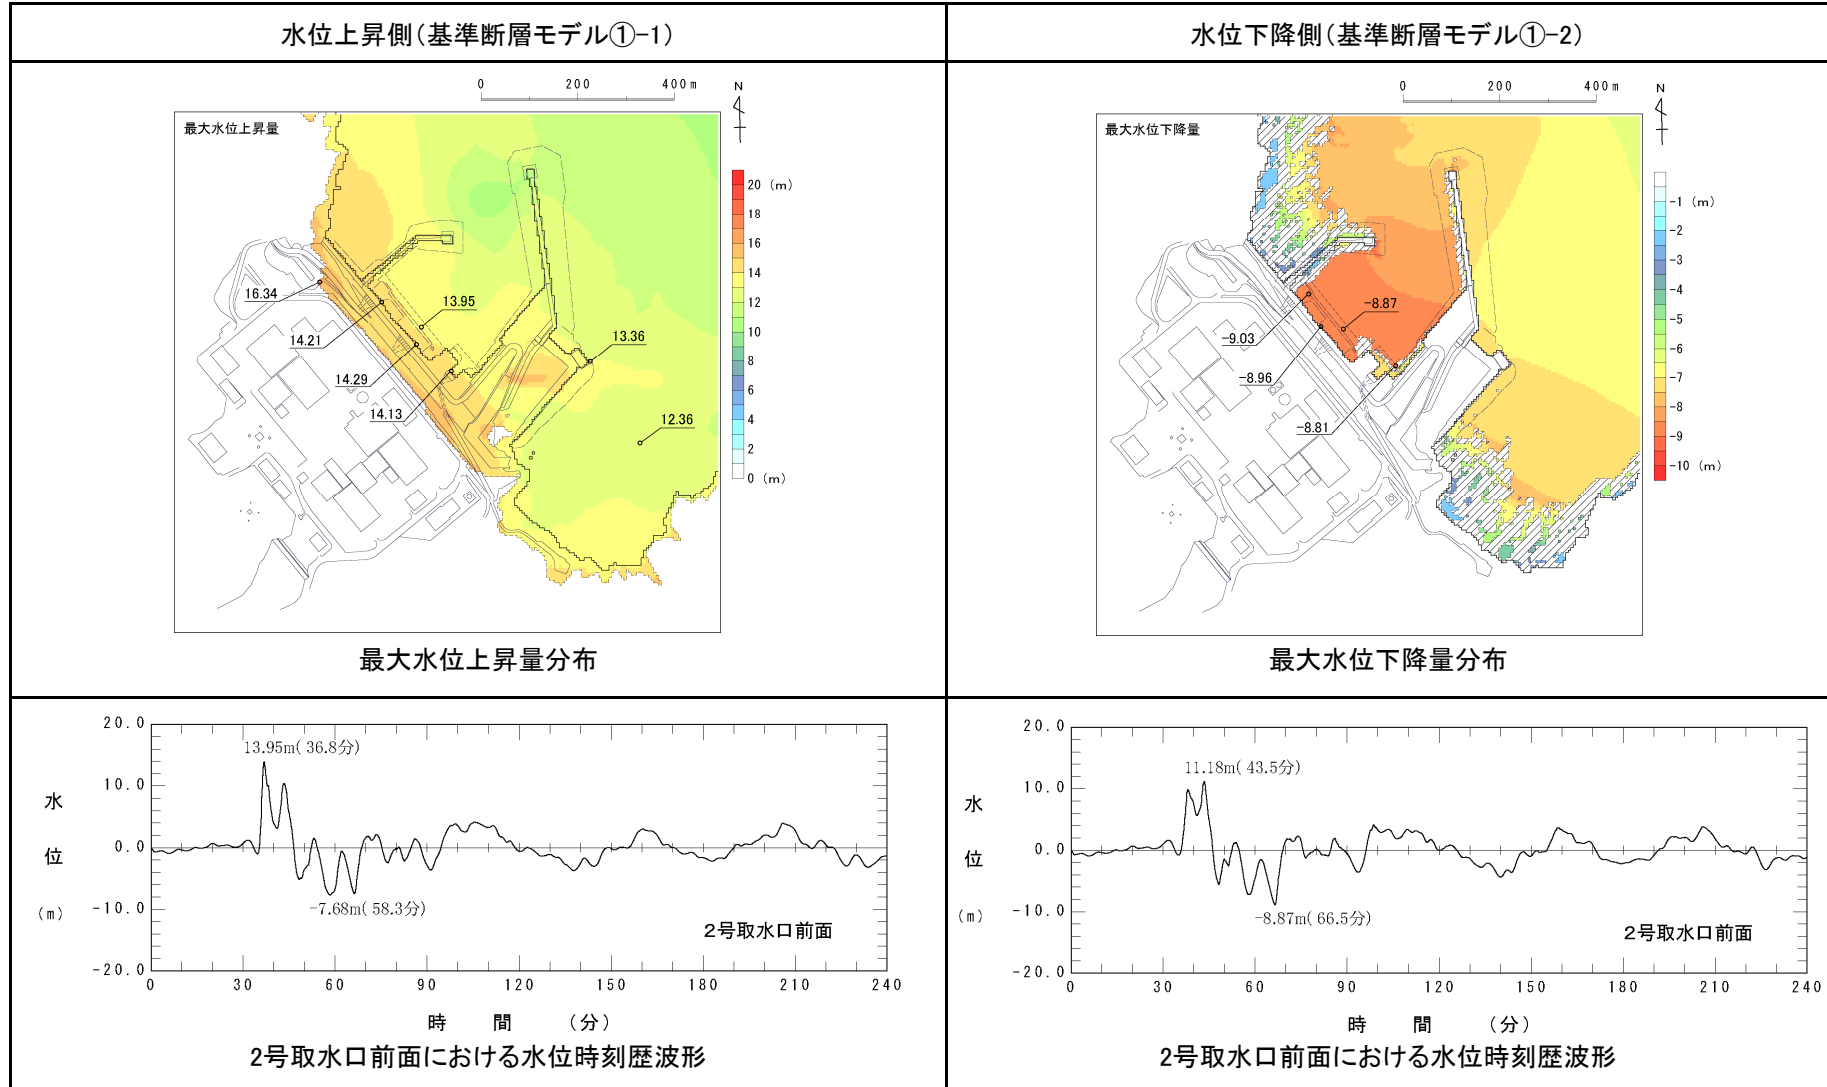 水位上昇側(基準断層モデル①-1)
水位下降側(基準断層モデル①-2)
0 200 400m
N
最大水位上昇量
16.34
14.21
13.95
14.29
14.13
13.36
12.36
20 (m)
18
16
14
12
10
8
6
4
2
0 (m)
最大水位上昇量分布
0 200 400m
N
最大水位下降量
-8.87
-9.03
-8.96
-8.81
-1 (m)
-2
-3
-4
-5
-6
-7
-8
-9
-10 (m)
最大水位下降量分布
20.0
13.95m( 36.8分)
10.0
水
0.0
位
-7.68m( 58.3分)
(m)
-10.0
2号取水口前面
-20.0
0 30 60 90 120 150 180 210 240
時 間 (分)
2号取水口前面における水位時刻歴波形
20.0
11.18m( 43.5分)
10.0
水
0.0
位
-8.87m( 66.5分)
(m)
-10.0
2号取水口前面
-20.0
0 30 60 90 120 150 180 210 240
時 間 (分)
2号取水口前面における水位時刻歴波形